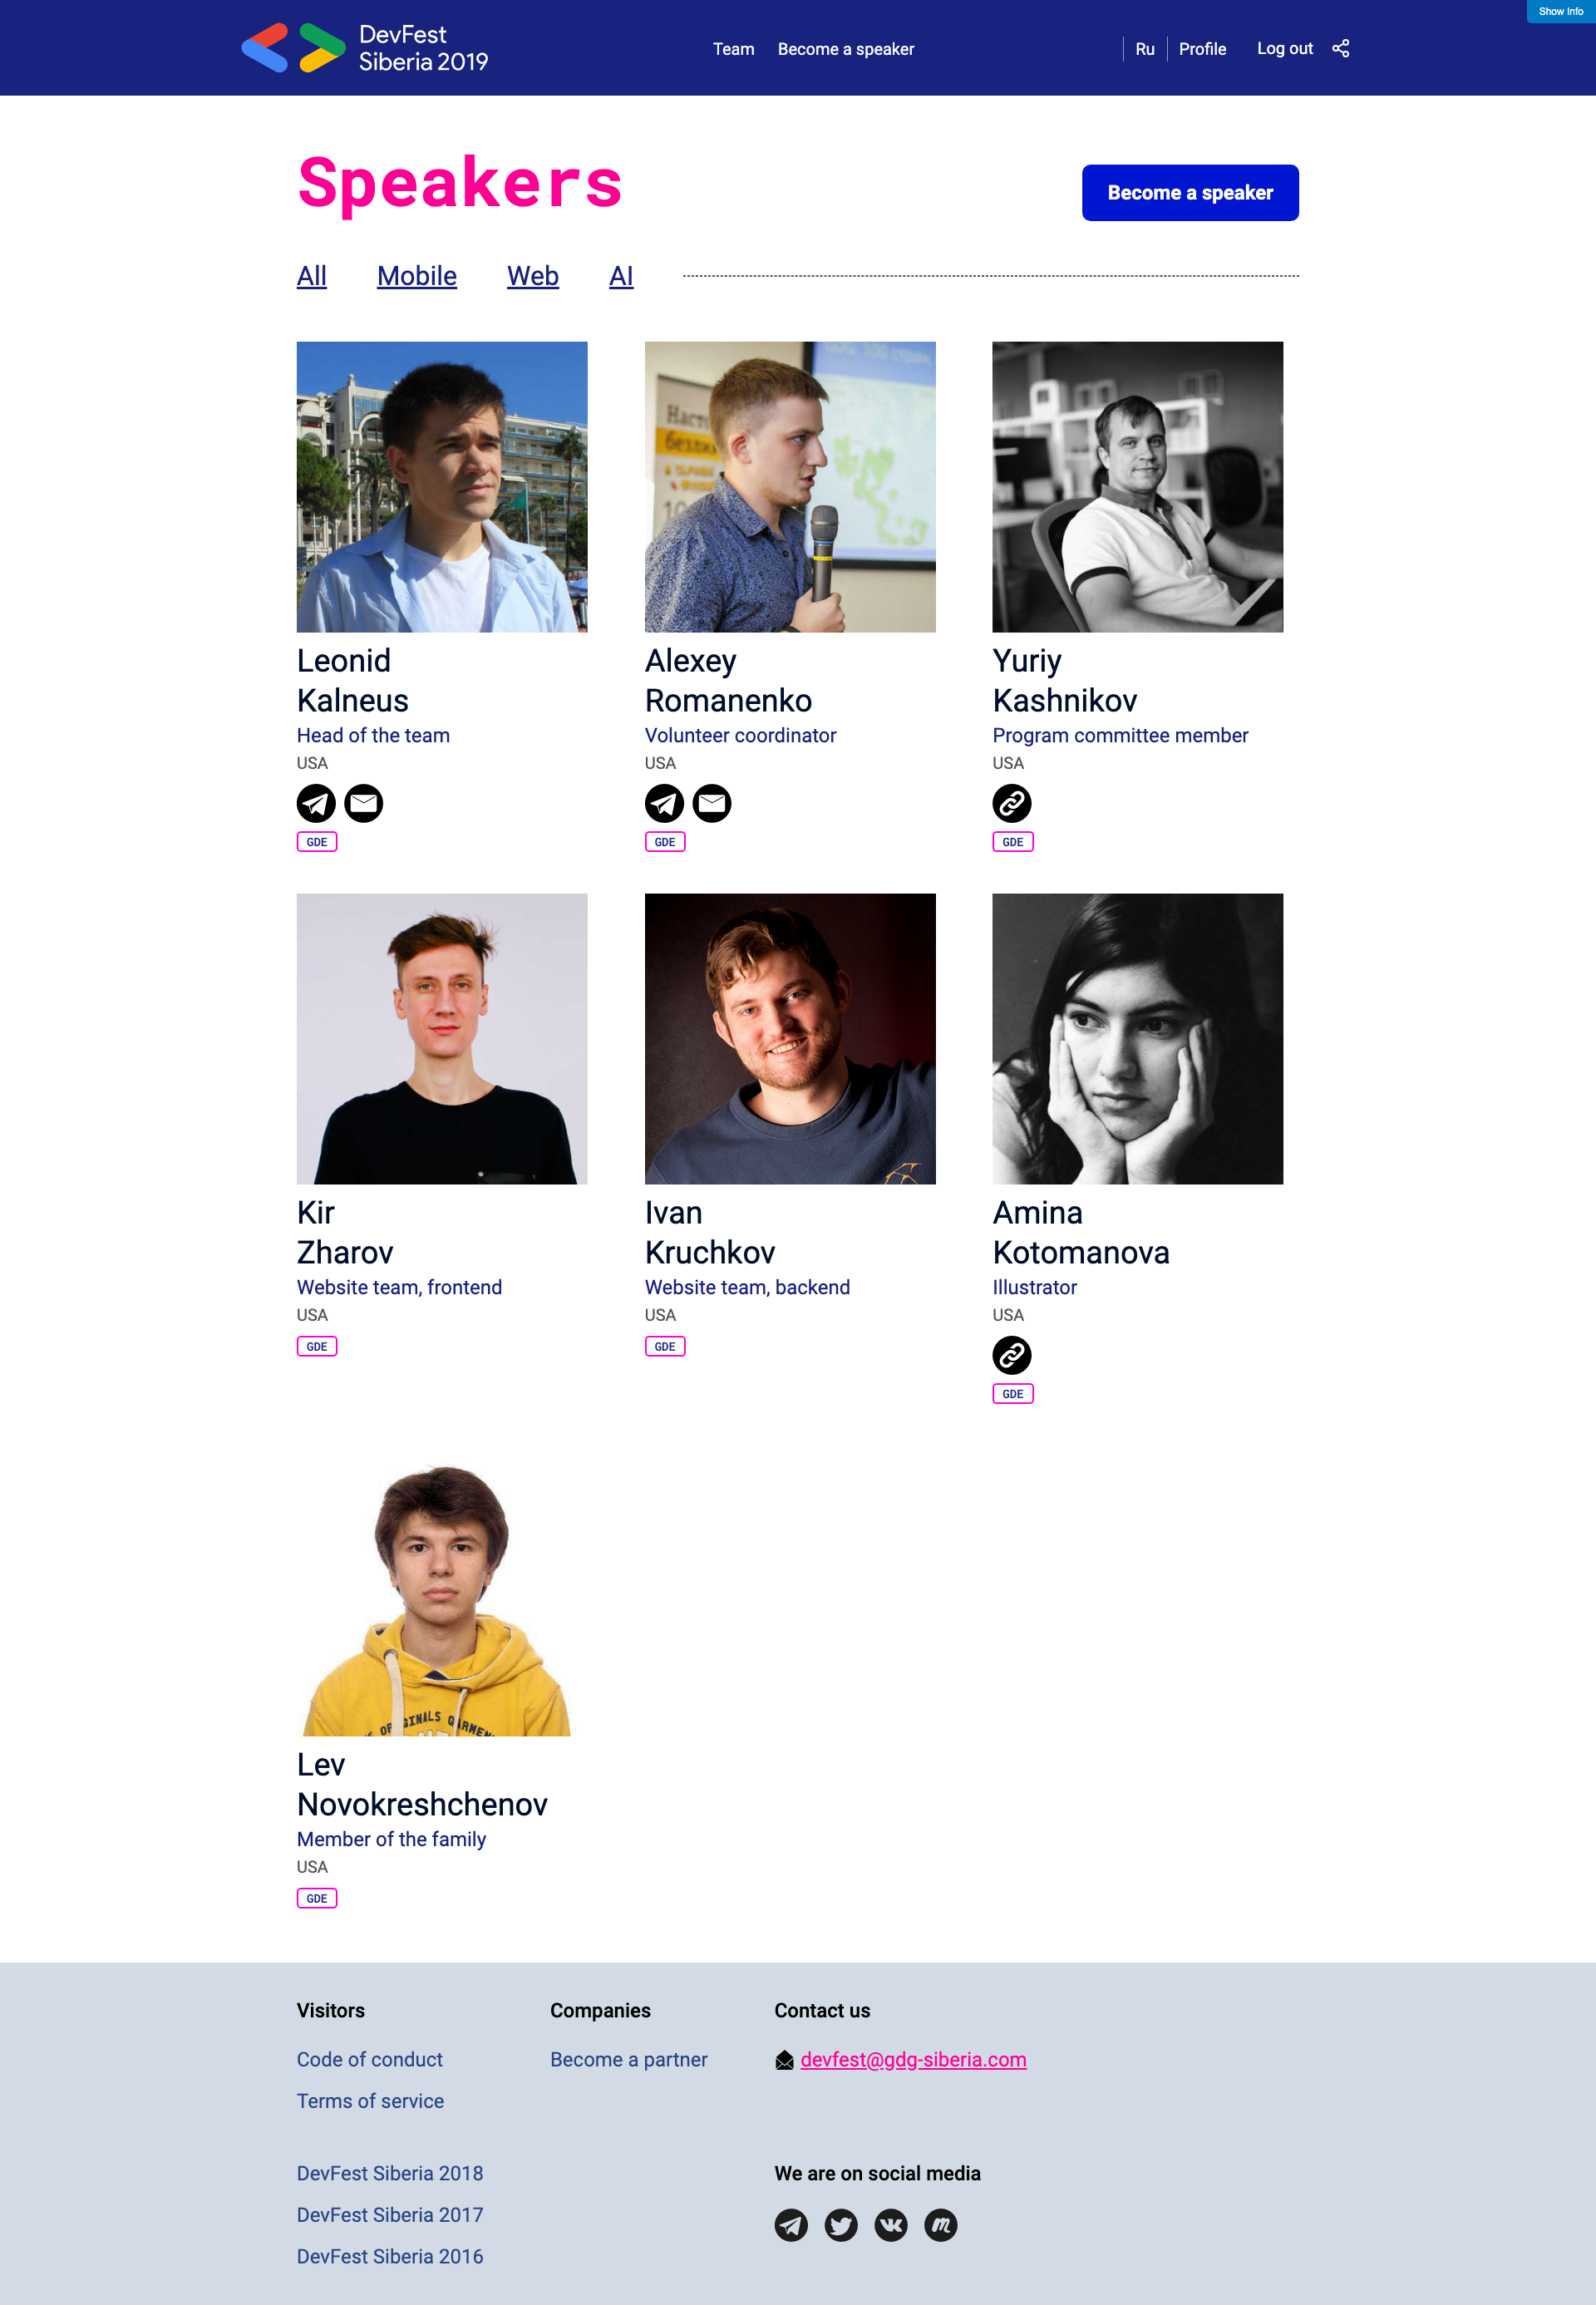 Show Info
DevFest
Siberia 2019
Team
Become a speaker
Ru
Profile
Log out
Speakers
Become a speaker
All
Mobile
Web
AI
Leonid
Kalneus
Head of the team
USA
GDE
Alexey
Romanenko
Volunteer coordinator
USA
GDE
Yuriy
Kashnikov
Program committee member
USA
GDE
Kir
Zharov
Website team, frontend
USA
GDE
Ivan
Kruchkov
Website team, backend
USA
GDE
Amina
Kotomanova
Illustrator
USA
GDE
Lev
Novokreshchenov
Member of the family
USA
GDE
Visitors
Code of conduct
Terms of service
DevFest Siberia 2018
DevFest Siberia 2017
DevFest Siberia 2016
Companies
Become a partner
Contact us
devfest@gdg-siberia.com
We are on social media